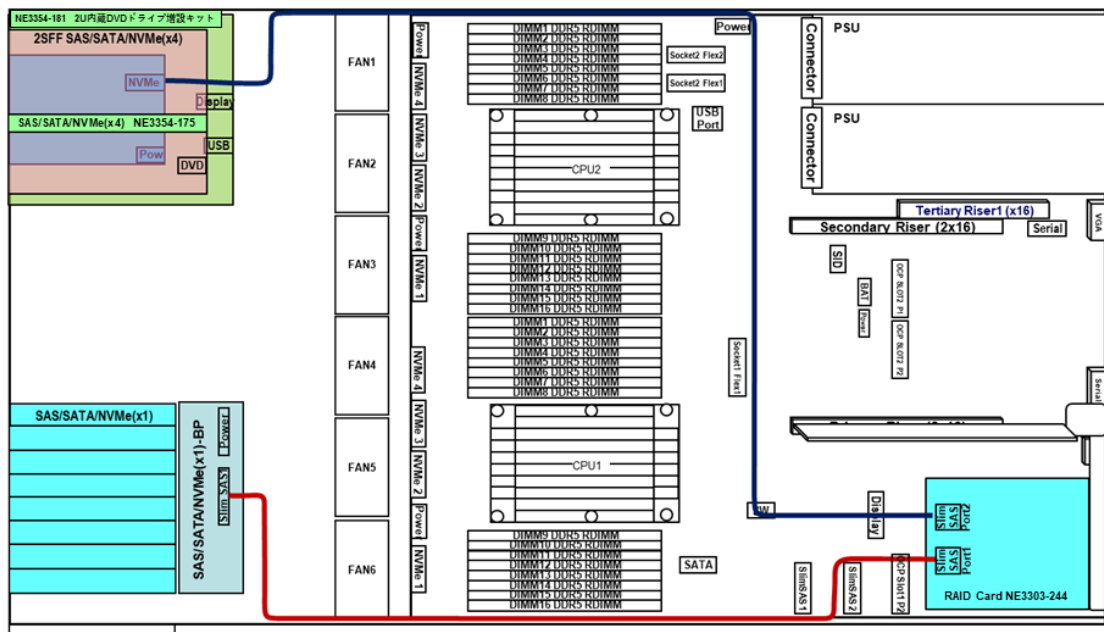 NE3354-181 2U内蔵DVDドライブ増設キット
2SFF SAS/SATA/NVMe(x4)
NVMe
Display
SAS/SATA/NVMe(x4) NE3354-175
USB
Pow
DVD
SAS/SATA/NVMe(x1)
SAS/SATA/NVMe(x1)-BP
Power
Slim SAS1
FAN1
FAN2
FAN3
FAN4
FAN5
FAN6
Power
NVMe 4
NVMe 3
NVMe 2
Power
NVMe 1
NVMe 4
NVMe 3
NVMe 2
Power
NVMe 1
DIMM1 DDR5 RDIMM
DIMM2 DDR5 RDIMM
DIMM3 DDR5 RDIMM
DIMM4 DDR5 RDIMM
DIMM5 DDR5 RDIMM
DIMM6 DDR5 RDIMM
DIMM7 DDR5 RDIMM
DIMM8 DDR5 RDIMM
CPU2
DIMM9 DDR5 RDIMM
DIMM10 DDR5 RDIMM
DIMM11 DDR5 RDIMM
DIMM12 DDR5 RDIMM
DIMM13 DDR5 RDIMM
DIMM14 DDR5 RDIMM
DIMM15 DDR5 RDIMM
DIMM16 DDR5 RDIMM
DIMM1 DDR5 RDIMM
DIMM2 DDR5 RDIMM
DIMM3 DDR5 RDIMM
DIMM4 DDR5 RDIMM
DIMM5 DDR5 RDIMM
DIMM6 DDR5 RDIMM
DIMM7 DDR5 RDIMM
DIMM8 DDR5 RDIMM
CPU1
DIMM9 DDR5 RDIMM
DIMM10 DDR5 RDIMM
DIMM11 DDR5 RDIMM
DIMM12 DDR5 RDIMM
DIMM13 DDR5 RDIMM
DIMM14 DDR5 RDIMM
DIMM15 DDR5 RDIMM
DIMM16 DDR5 RDIMM
Power
Socket2 Flex2
Socket2 Flex1
USB
Port
Socket1 Flex1
SATA
Connector
PSU
Connector
PSU
Tertiary Riser1 (x16)
Secondary Riser (2x16)
Serial
VGA
SID
BAT
Power
OCP SLOT2 P1
OCP SLOT2 P2
Serial
Display
Slim
SAS
Port2
Slim
SAS
Port1
SlimSAS1
SlimSAS2
OCP Slot1 P2
RAID Card NE3303-244